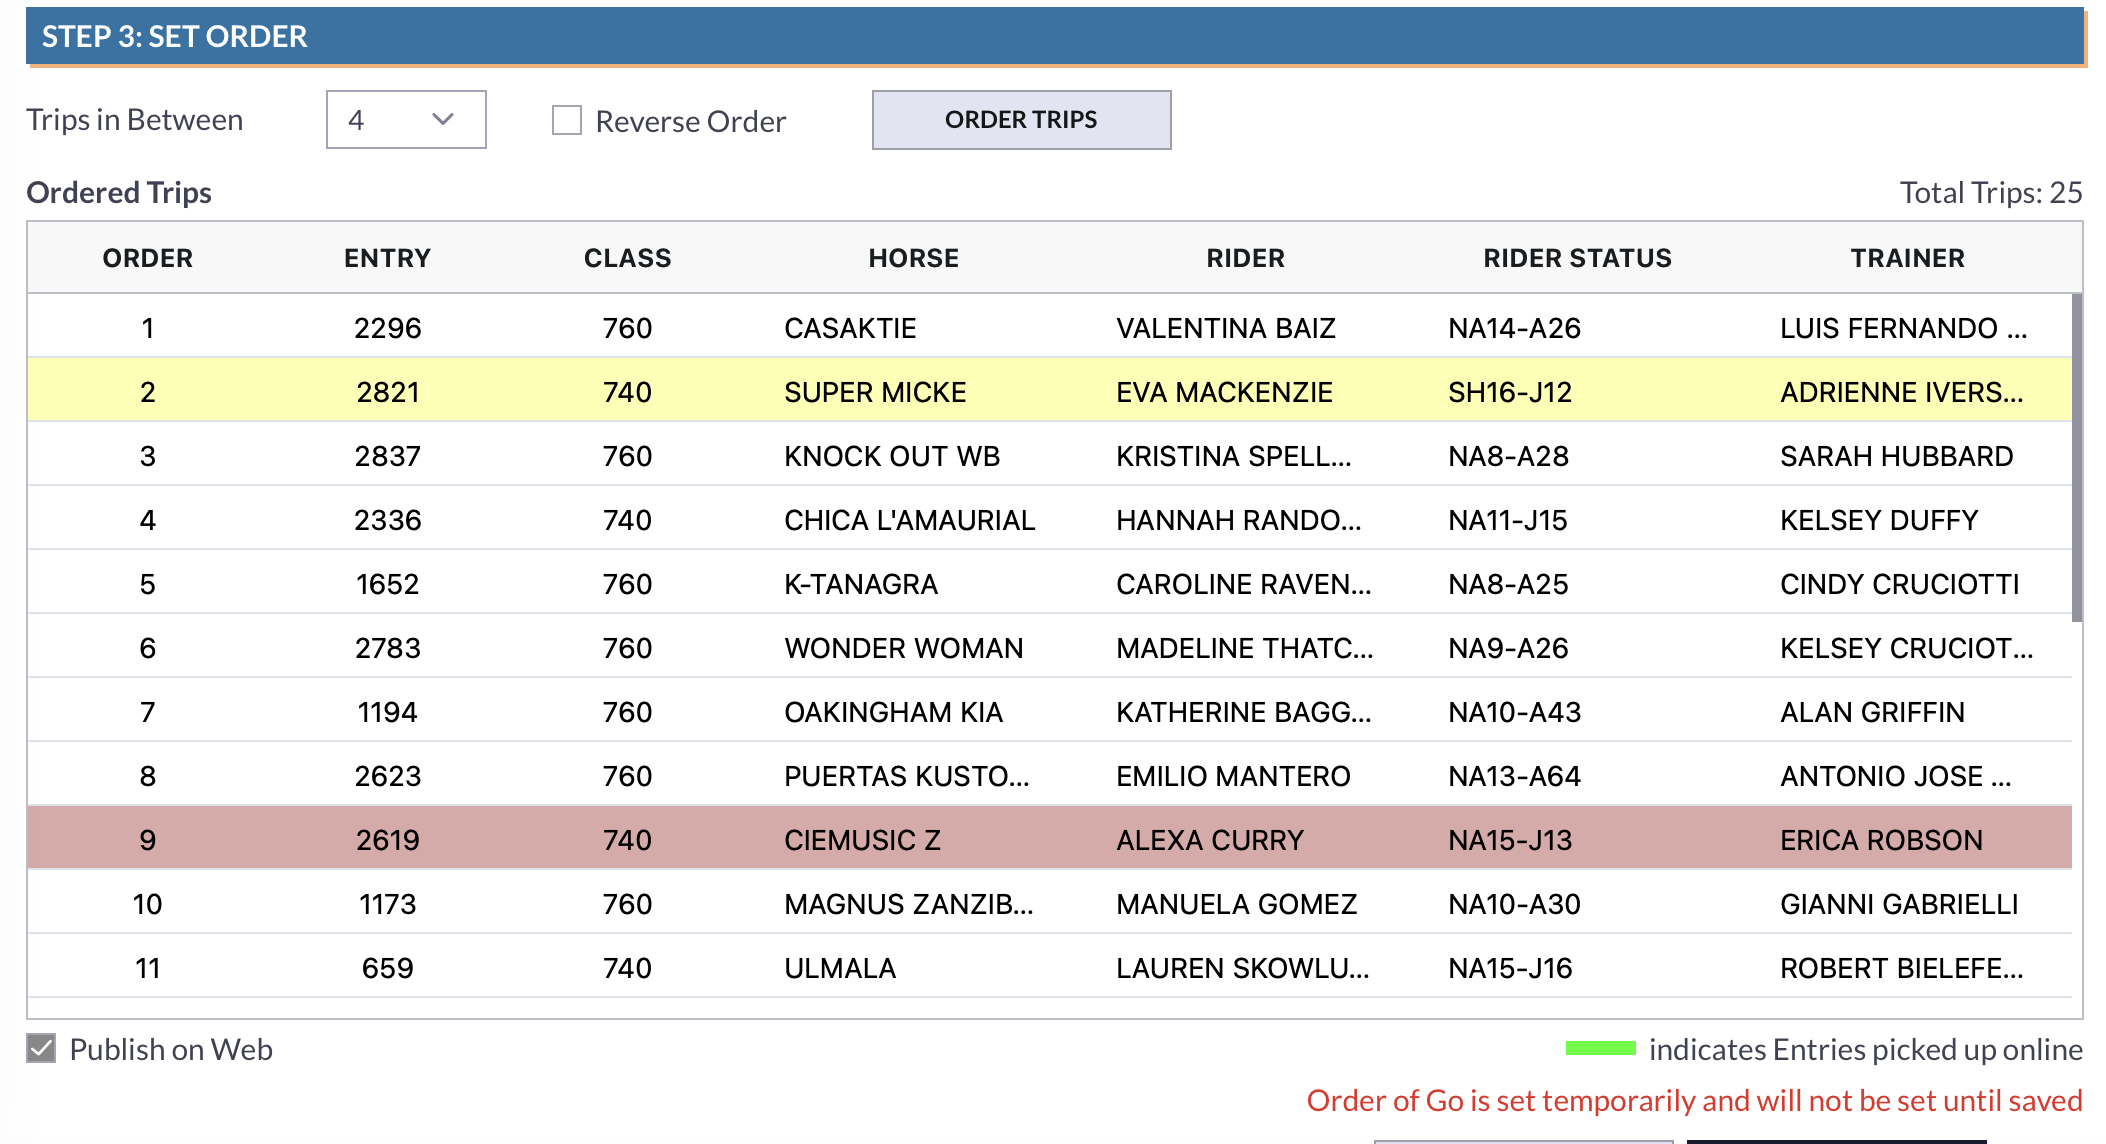 STEP 3: SET ORDER
Trips in Between 4 Reverse Order ORDER TRIPS
Ordered Trips Total Trips: 25
ORDER ENTRY CLASS HORSE RIDER RIDER STATUS TRAINER
1 2296 760 CASAKTIE VALENTINA BAIZ NA14-A26 LUIS FERNANDO ...
2 2821 740 SUPER MICKE EVA MACKENZIE SH16-J12 ADRIENNE IVERS...
3 2837 760 KNOCK OUT WB KRISTINA SPELL... NA8-A28 SARAH HUBBARD
4 2336 740 CHICA L'AMAURIAL HANNAH RANDO... NA11-J15 KELSEY DUFFY
5 1652 760 K-TANAGRA CAROLINE RAVEN... NA8-A25 CINDY CRUCIOTTI
6 2783 760 WONDER WOMAN MADELINE THATC... NA9-A26 KELSEY CRUCIOT...
7 1194 760 OAKINGHAM KIA KATHERINE BAGG... NA10-A43 ALAN GRIFFIN
8 2623 760 PUERTAS KUSTO... EMILIO MANTERO NA13-A64 ANTONIO JOSE ...
9 2619 740 CIEMUSIC Z ALEXA CURRY NA15-J13 ERICA ROBSON
10 1173 760 MAGNUS ZANZIB... MANUELA GOMEZ NA10-A30 GIANNI GABRIELLI
11 659 740 ULMALA LAUREN SKOWLU... NA15-J16 ROBERT BIELEFE...
Publish on Web indicates Entries picked up online
Order of Go is set temporarily and will not be set until saved